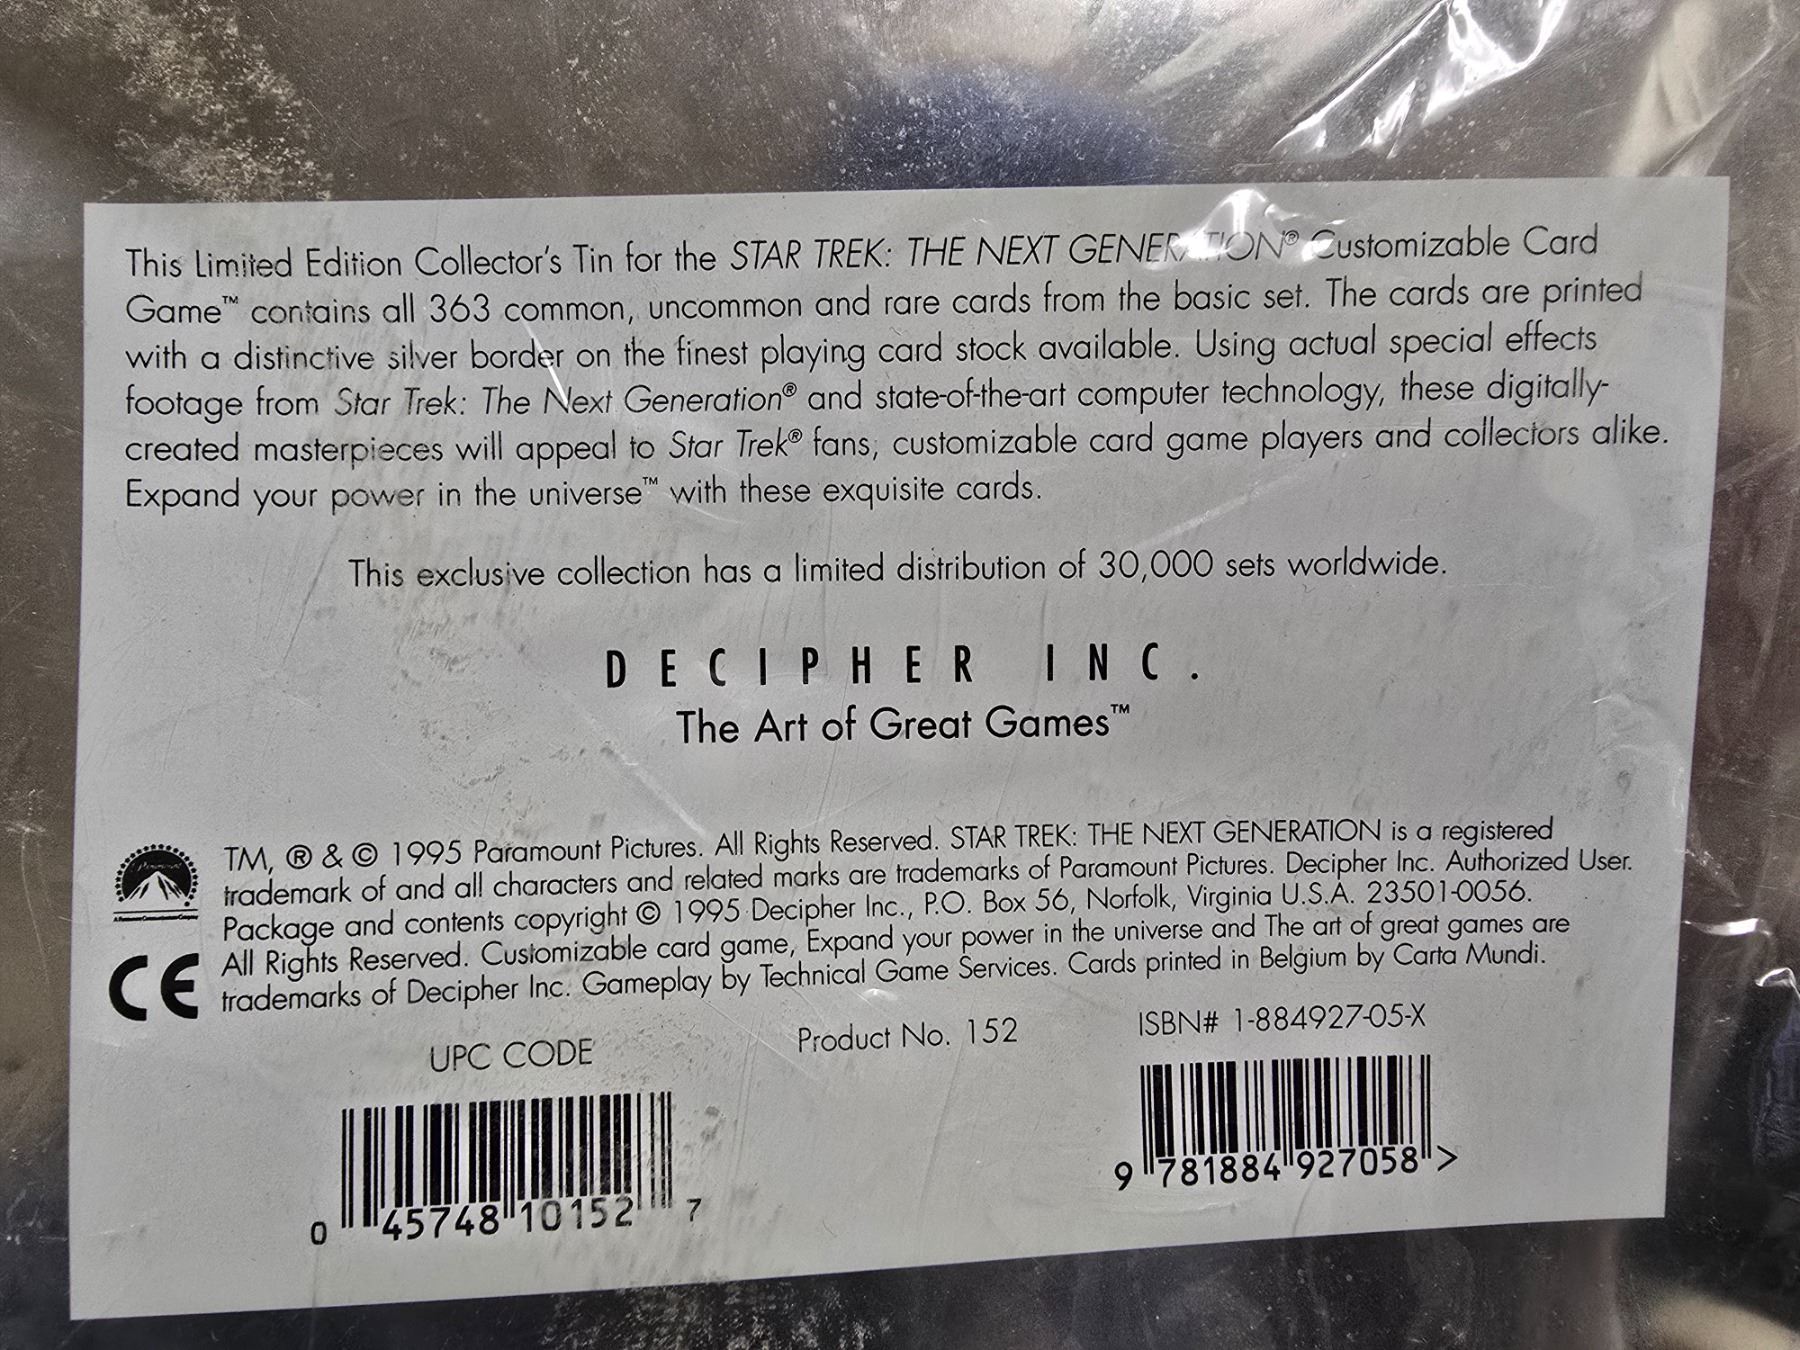 This Limited Edition Collector's Tin for the STAR TREK: THE NEXT GENERATION® Customizable Card
Game™ contains all 363 common, uncommon and rare cards from the basic set. The cards are printed
with a distinctive silver border on the finest playing card stock available. Using actual special effects
footage from Star Trek: The Next Generation® and state-of-the-art computer technology, these digitally-
created masterpieces will appeal to Star Trek® fans, customizable card game players and collectors alike.
Expand your power in the universe™ with these exquisite cards.
This exclusive collection has a limited distribution of 30,000 sets worldwide.
DECIPHER INC.
The Art of Great Games™
Paramount
A Paramount Communications Company
TM, ® & © 1995 Paramount Pictures. All Rights Reserved. STAR TREK: THE NEXT GENERATION is a registered
trademark of and all characters and related marks are trademarks of Paramount Pictures. Decipher Inc. Authorized User.
Package and contents copyright © 1995 Decipher Inc., P.O. Box 56, Norfolk, Virginia U.S.A. 23501-0056.
All Rights Reserved. Customizable card game, Expand your power in the universe and The art of great games are
trademarks of Decipher Inc. Gameplay by Technical Game Services. Cards printed in Belgium by Carta Mundi.
CE
UPC CODE
Product No. 152
ISBN# 1-884927-05-X
0 45748 10152 7
9 781884 927058 >